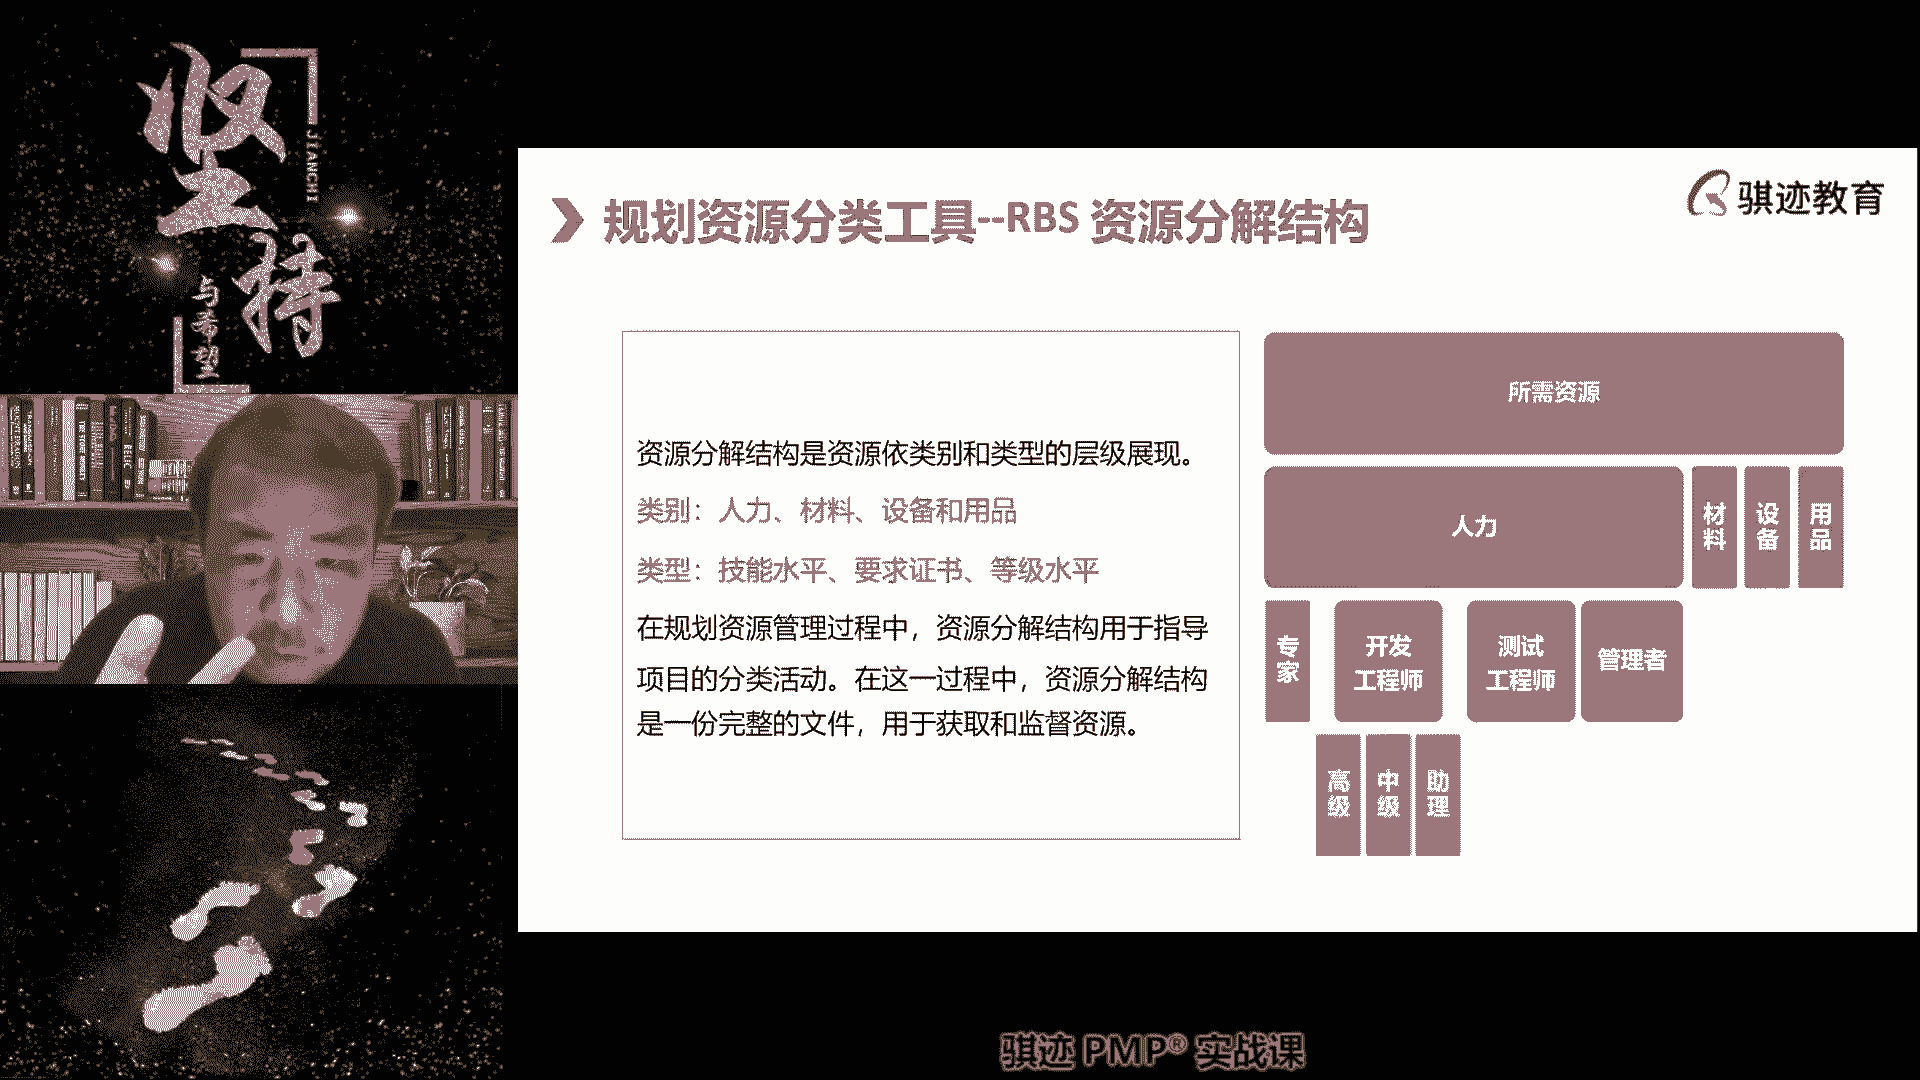 坚持
JIANCHI
与希望
骐迹教育
规划资源分类工具--RBS 资源分解结构
资源分解结构是资源依类别和类型的层级展现。
类别：人力、材料、设备和用品
类型：技能水平、要求证书、等级水平
在规划资源管理过程中，资源分解结构用于指导
项目的分类活动。在这一过程中，资源分解结构
是一份完整的文件，用于获取和监督资源。
所需资源
人力
材料
设备
用品
专家
开发
工程师
测试
工程师
管理者
高级
中级
助理
骐迹 PMP® 实战课